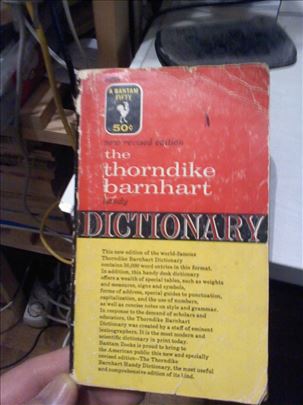 A BANTAM
FIFTY
50¢
new revised edition
the
thorndike
barnhart
handy
DICTIONARY
This new edition of the world-famous
Thorndike Barnhart Dictionary
contains 36,000 word entries in this format.
In addition, this handy desk dictionary
offers a wealth of special tables, such as weights
and measures, signs and symbols,
forms of address, special guides to punctuation,
capitalization, and the use of numbers,
as well as concise notes on style and grammar.
In response to the demand of scholars and
educators, the Thorndike Barnhart
Dictionary was created by a staff of eminent
lexicographers. It is the most modern and
scientific dictionary in print today.
Bantam Books is proud to bring to
the American public this new and specially
revised edition—The Thorndike
Barnhart Handy Dictionary, the most useful
and comprehensive edition of its kind.